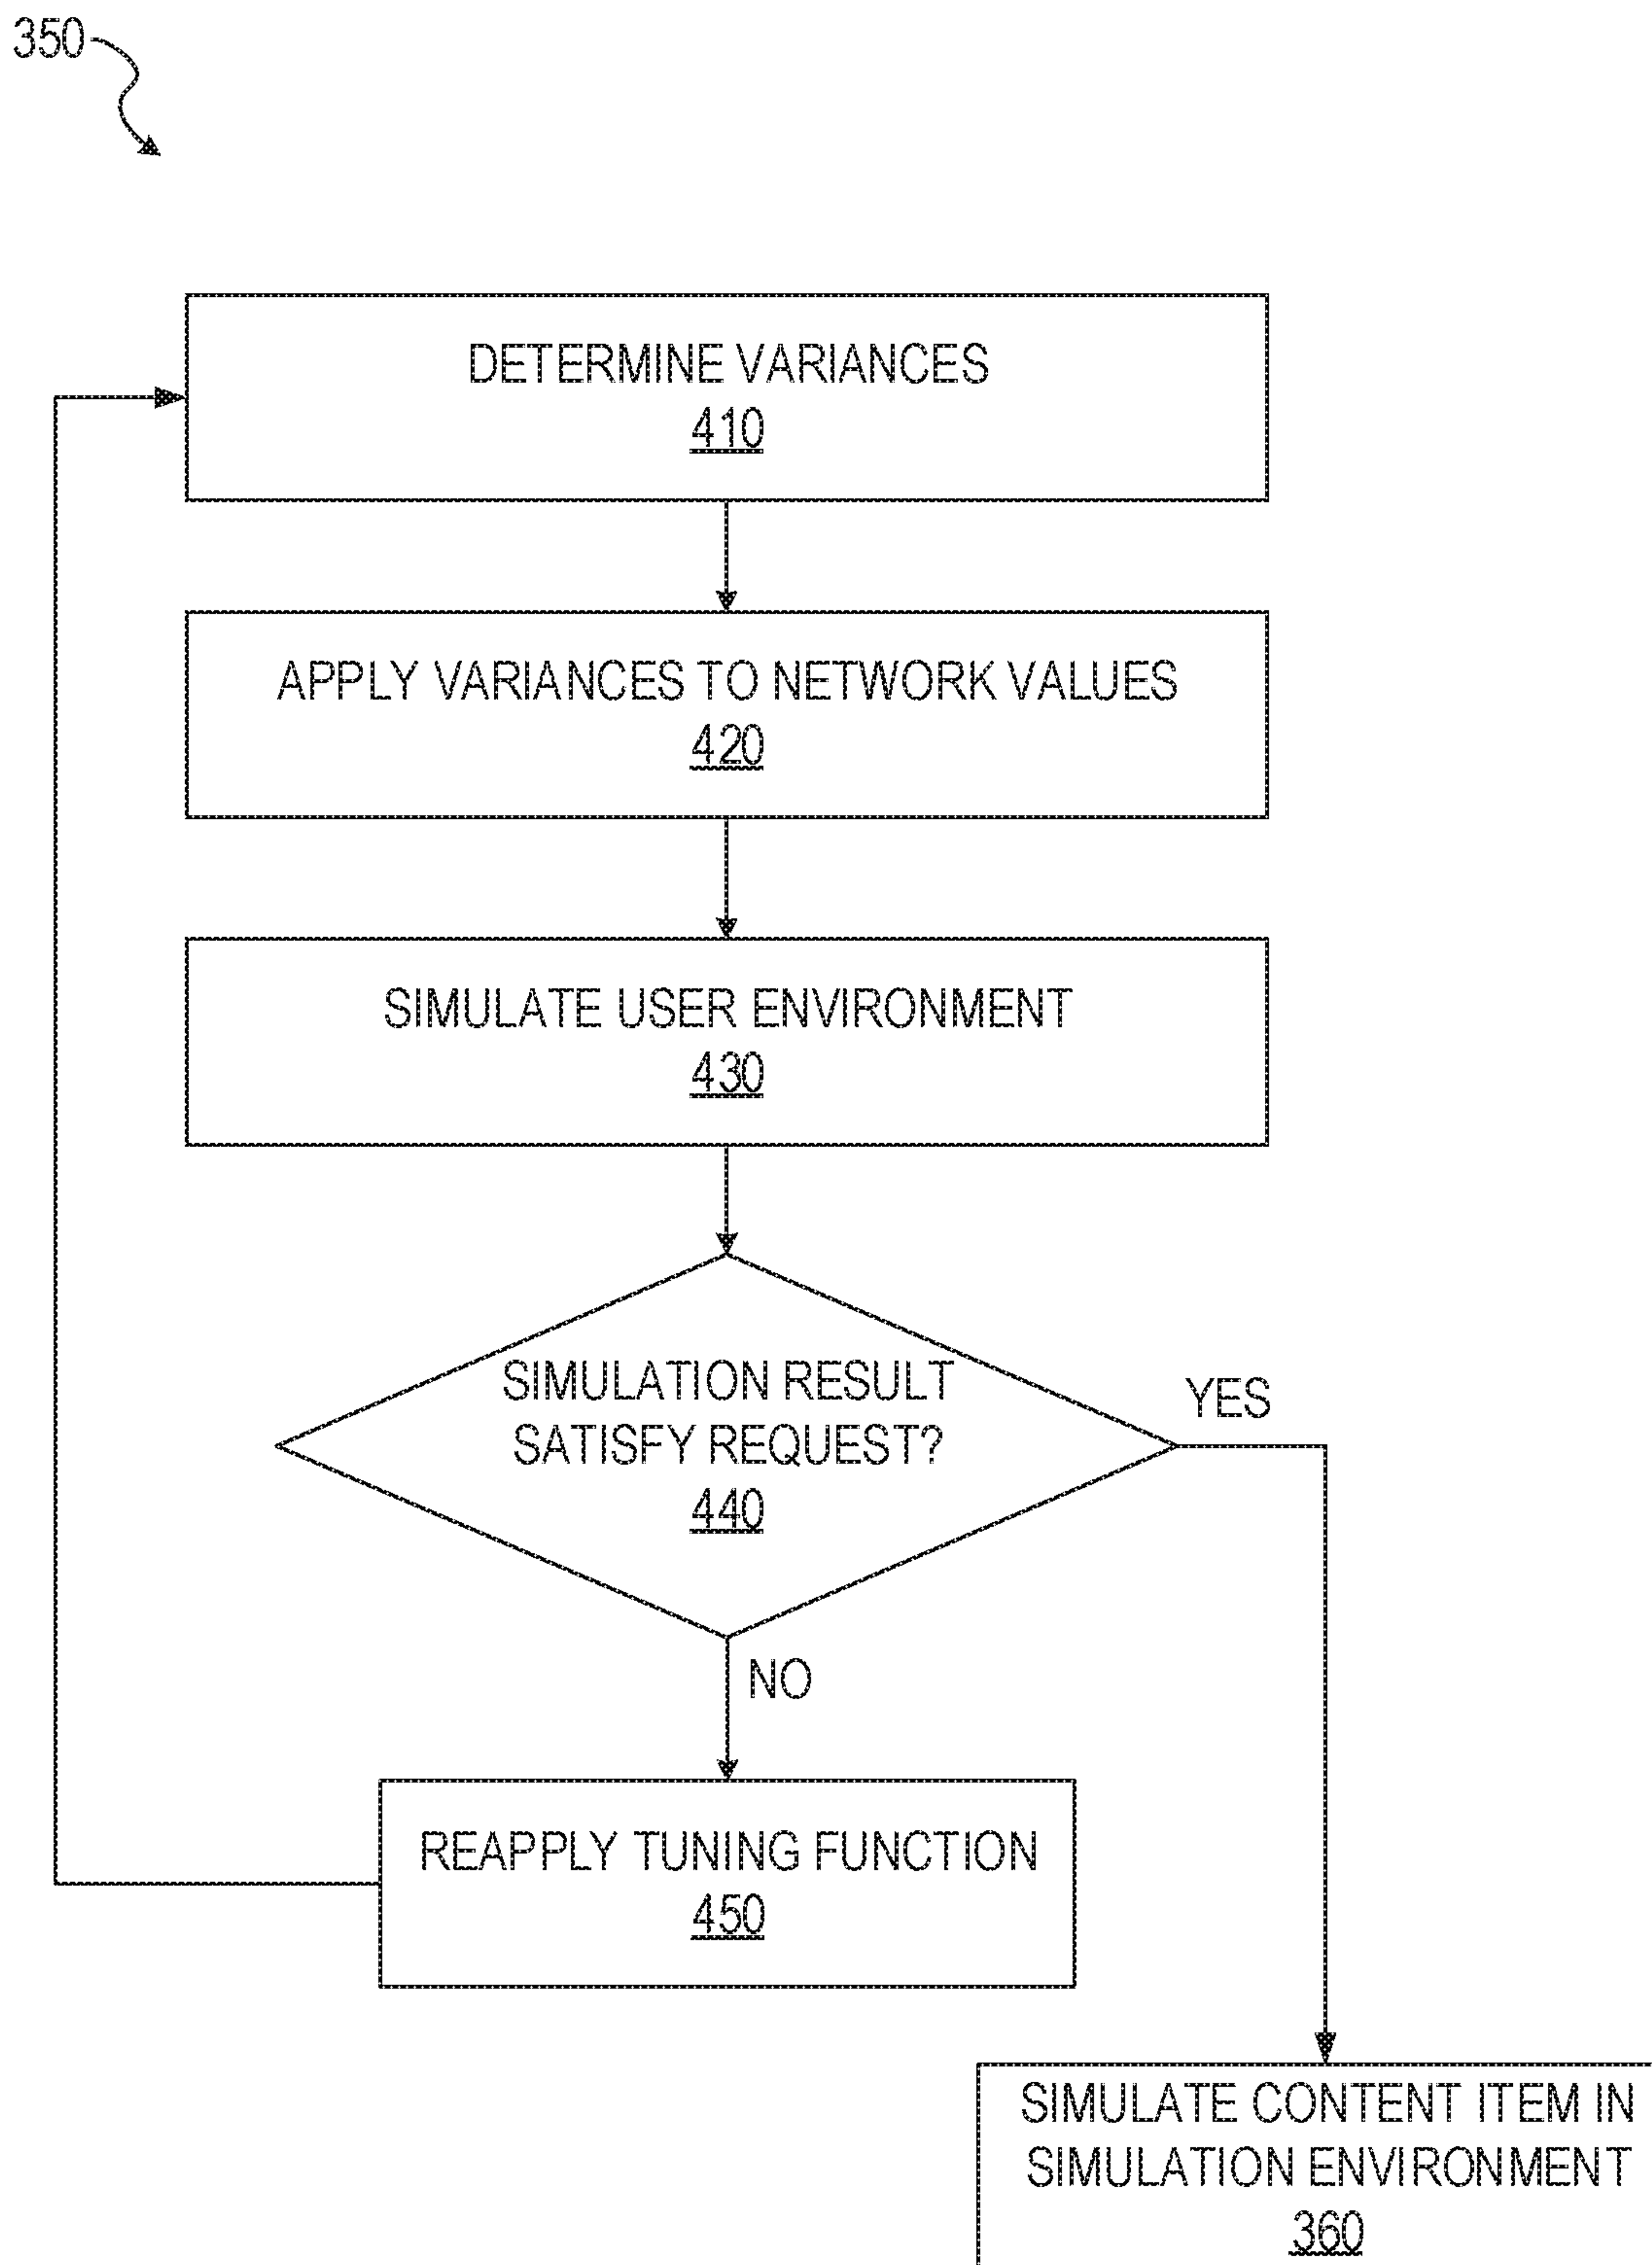 350
DETERMINE VARIANCES
410
APPLY VARIANCES TO NETWORK VALUES
420
SIMULATE USER ENVIRONMENT
430
SIMULATION RESULT
SATISFY REQUEST?
440
YES
NO
REAPPLY TUNING FUNCTION
450
SIMULATE CONTENT ITEM IN
SIMULATION ENVIRONMENT
360